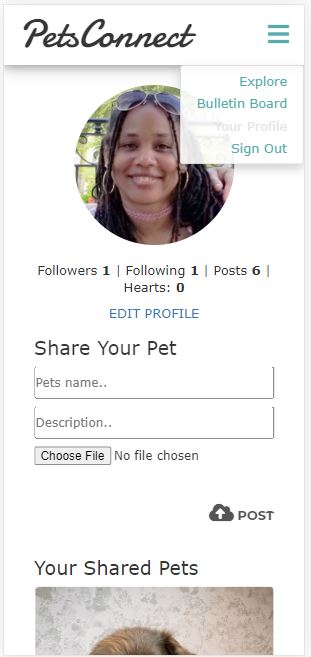 PetsConnect
Explore
Bulletin Board
Your Profile
Sign Out
Followers 1 | Following 1 | Posts 6 |
Hearts: 0
EDIT PROFILE
Share Your Pet
Pets name..
Description..
Choose File No file chosen
POST
Your Shared Pets